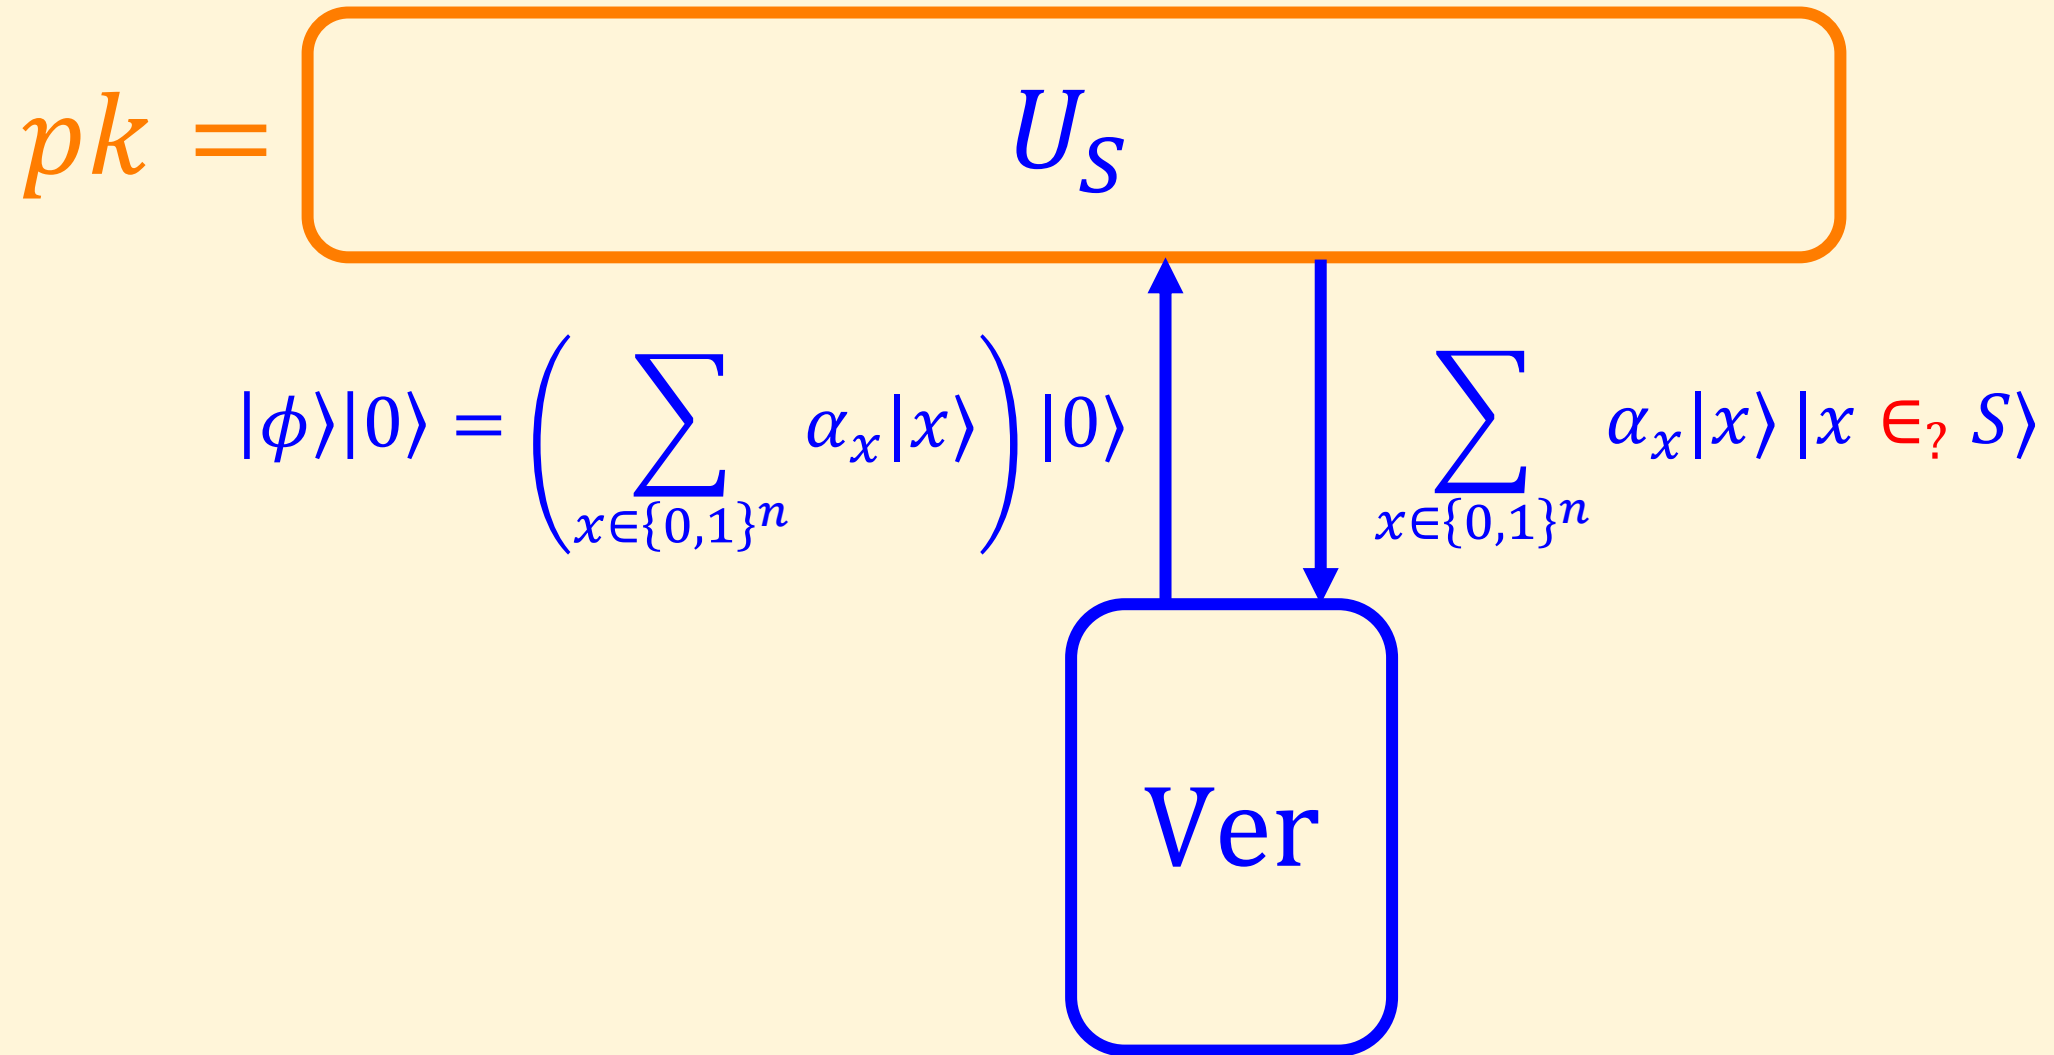 pk = U_S
|ϕ⟩|0⟩ = (∑_{x∈{0,1}^n} α_x|x⟩) |0⟩
∑_{x∈{0,1}^n} α_x|x⟩|x ∈_? S⟩
Ver